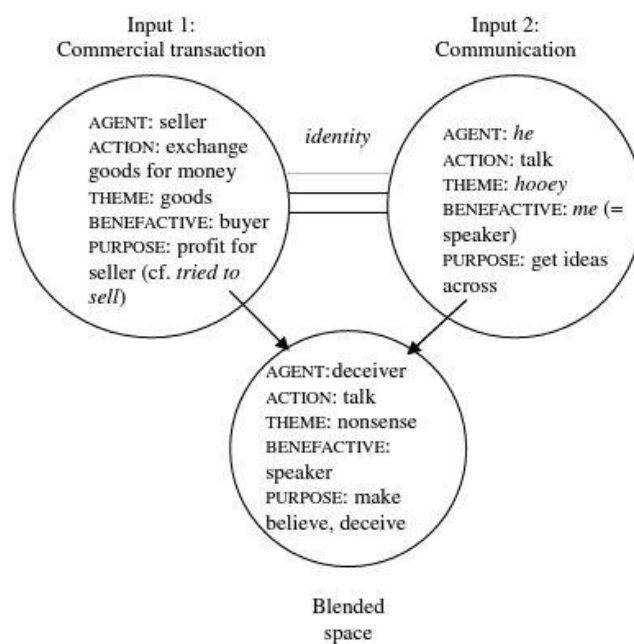 Input 1:
Commercial transaction
Input 2:
Communication
AGENT: seller
ACTION: exchange
goods for money
THEME: goods
BENEFACTIVE: buyer
PURPOSE: profit for
seller (cf. tried to
sell)
identity
AGENT: he
ACTION: talk
THEME: hooey
BENEFACTIVE: me (=
speaker)
PURPOSE: get ideas
across
AGENT:deceiver
ACTION: talk
THEME: nonsense
BENEFACTIVE:
speaker
PURPOSE: make
believe, deceive
Blended
space